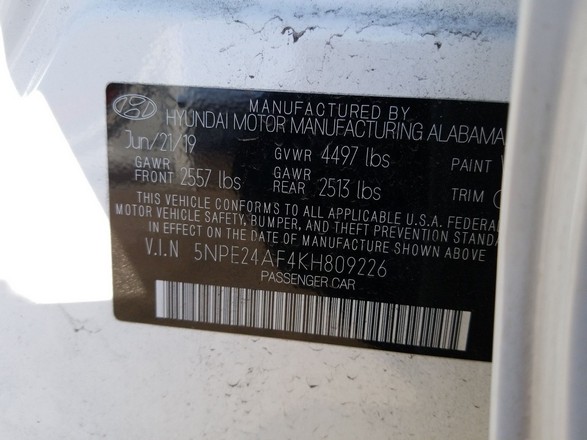 MANUFACTURED BY
HYUNDAI MOTOR MANUFACTURING ALABAMA
Jun/21/19 GVWR 4497 lbs PAINT
GAWR FRONT 2557 lbs GAWR REAR 2513 lbs TRIM
THIS VEHICLE CONFORMS TO ALL APPLICABLE U.S.A. FEDERAL
MOTOR VEHICLE SAFETY, BUMPER, AND THEFT PREVENTION
IN EFFECT ON THE DATE OF MANUFACTURE SHOWN ABOVE
V.I.N 5NPE24AF4KH809226
PASSENGER CAR